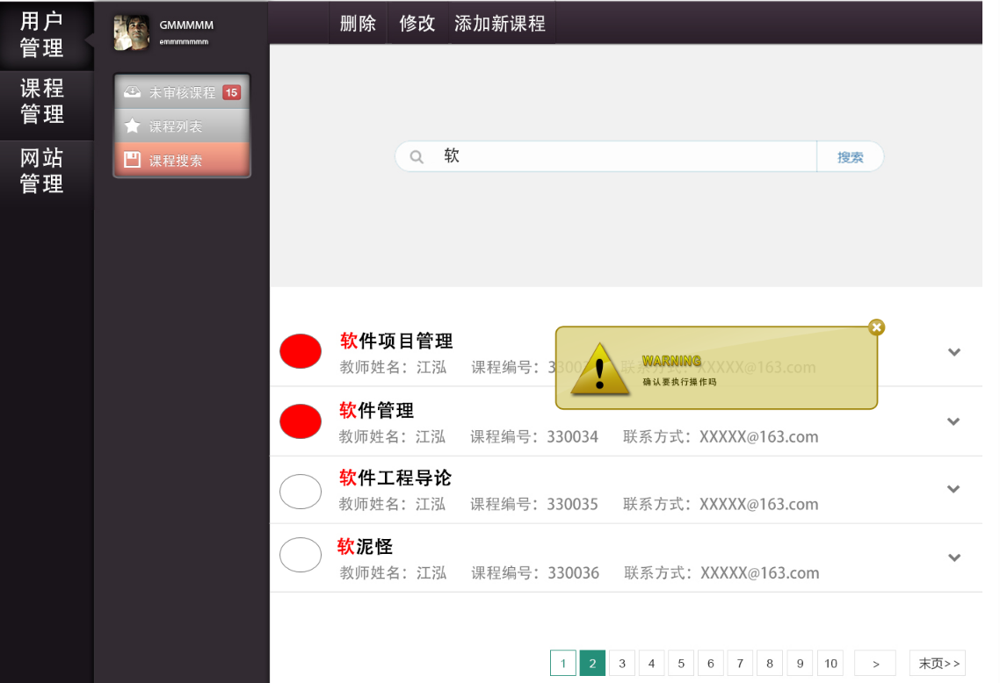 用户
管理
课程
管理
网站
管理
GMMMMM
emmmmmmm
未审核课程 15
课程列表
课程搜索
删除 修改 添加新课程
软 搜索
软件项目管理
教师姓名：江泓 课程编号：33003 联系方式：XXXXX@163.com
WARNING
确认要执行操作吗
软件管理
教师姓名：江泓 课程编号：330034 联系方式：XXXXX@163.com
软件工程导论
教师姓名：江泓 课程编号：330035 联系方式：XXXXX@163.com
软泥怪
教师姓名：江泓 课程编号：330036 联系方式：XXXXX@163.com
1 2 3 4 5 6 7 8 9 10 > 末页>>